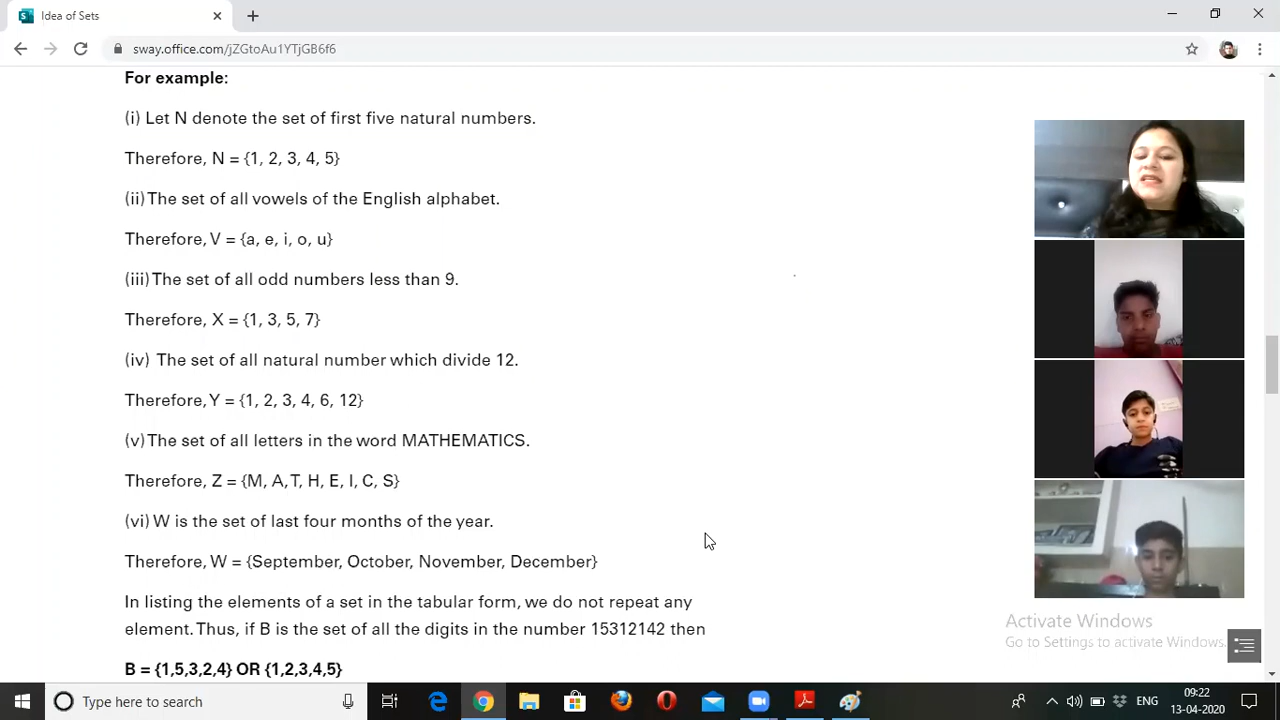 Idea of Sets
sway.office.com/jZGtoAu1YTjGB6f6
For example:
(i) Let N denote the set of first five natural numbers.
Therefore, N = {1, 2, 3, 4, 5}
(ii) The set of all vowels of the English alphabet.
Therefore, V = {a, e, i, o, u}
(iii) The set of all odd numbers less than 9.
Therefore, X = {1, 3, 5, 7}
(iv) The set of all natural number which divide 12.
Therefore, Y = {1, 2, 3, 4, 6, 12}
(v) The set of all letters in the word MATHEMATICS.
Therefore, Z = {M, A, T, H, E, I, C, S}
(vi) W is the set of last four months of the year.
Therefore, W = {September, October, November, December}
In listing the elements of a set in the tabular form, we do not repeat any
element. Thus, if B is the set of all the digits in the number 15312142 then
B = {1,5,3,2,4} OR {1,2,3,4,5}
Activate Windows
Go to Settings to activate Windows.
Type here to search
ENG
09:22
13-04-2020